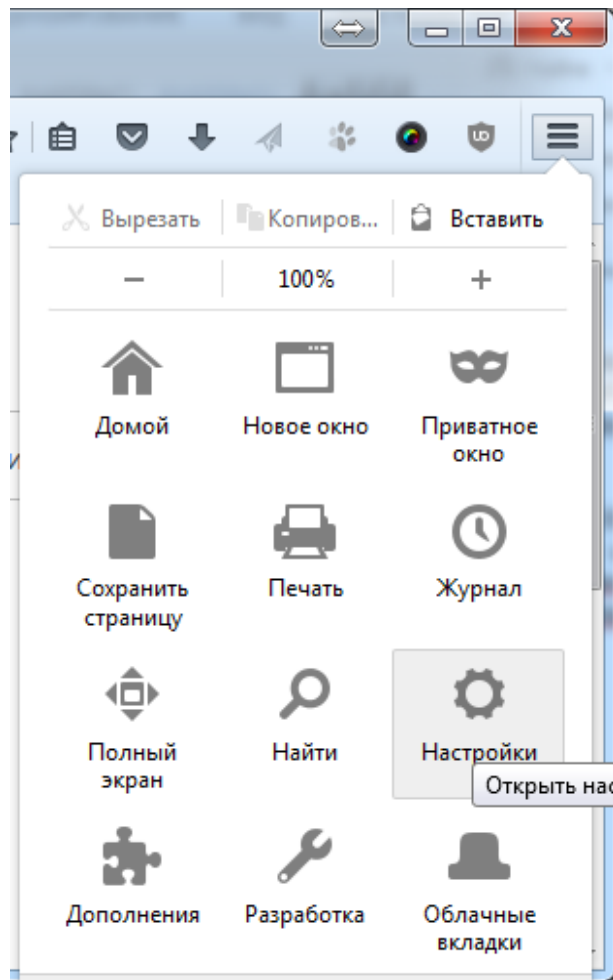 Вырезать
Копиров...
Вставить
−
100%
+
Домой
Новое окно
Приватное
окно
Сохранить
страницу
Печать
Журнал
Полный
экран
Найти
Настройки
Открыть нас
Дополнения
Разработка
Облачные
вкладки